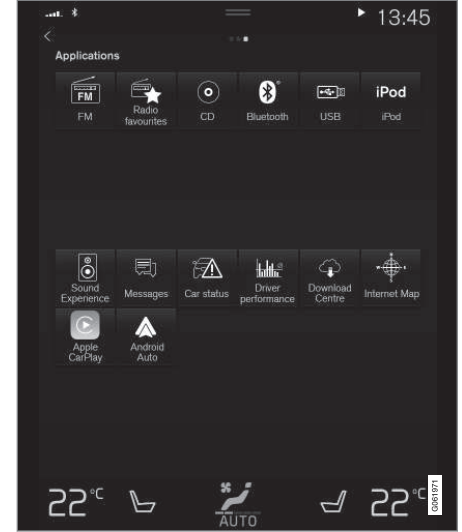 13:45
Applications
FM
FM
Radio
favourites
CD
Bluetooth
USB
iPod
iPod
Sound
Experience
Messages
Car status
Driver
performance
Download
Centre
Internet Map
Apple
CarPlay
Android
Auto
22°C
AUTO
22°C
G061971